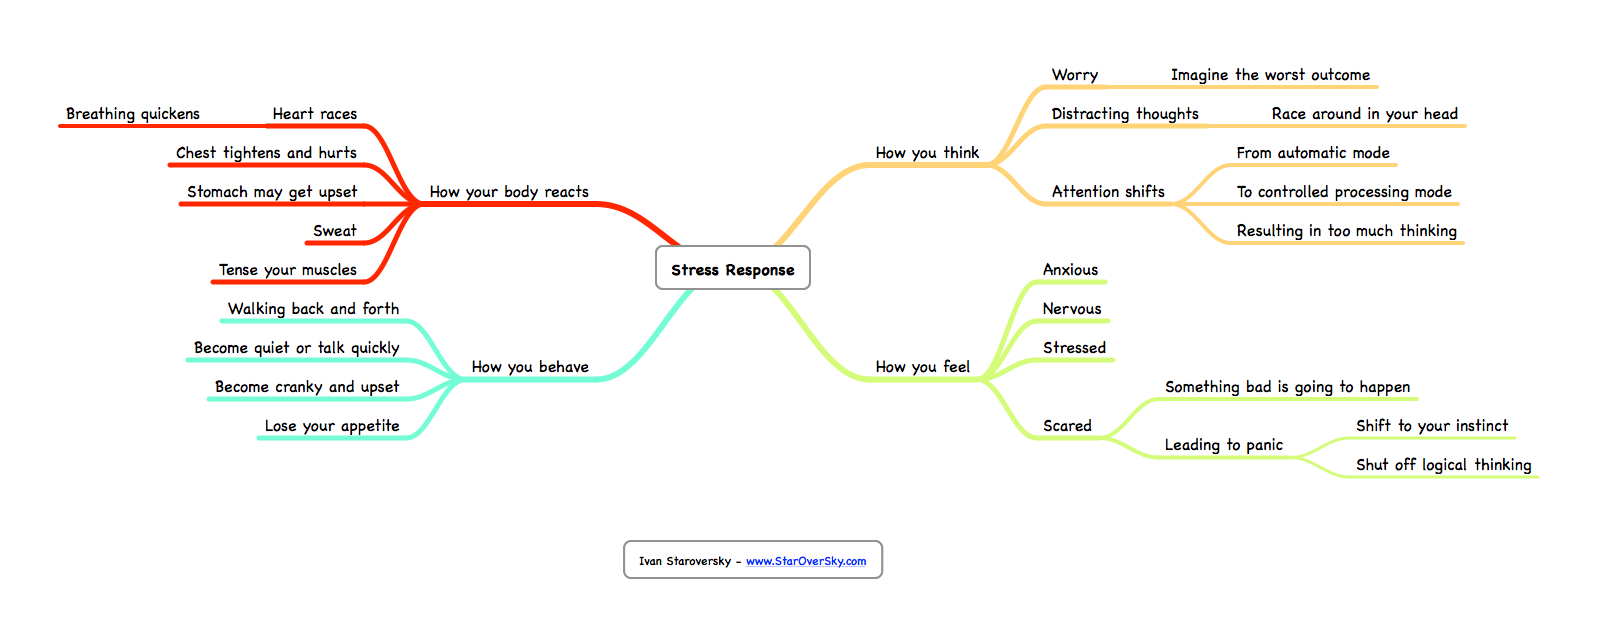 Stress Response
How your body reacts
Heart races
Breathing quickens
Chest tightens and hurts
Stomach may get upset
Sweat
Tense your muscles
How you behave
Walking back and forth
Become quiet or talk quickly
Become cranky and upset
Lose your appetite
How you think
Worry
Imagine the worst outcome
Distracting thoughts
Race around in your head
Attention shifts
From automatic mode
To controlled processing mode
Resulting in too much thinking
How you feel
Anxious
Nervous
Stressed
Scared
Something bad is going to happen
Leading to panic
Shift to your instinct
Shut off logical thinking
Ivan Staroversky - www.StarOverSky.com